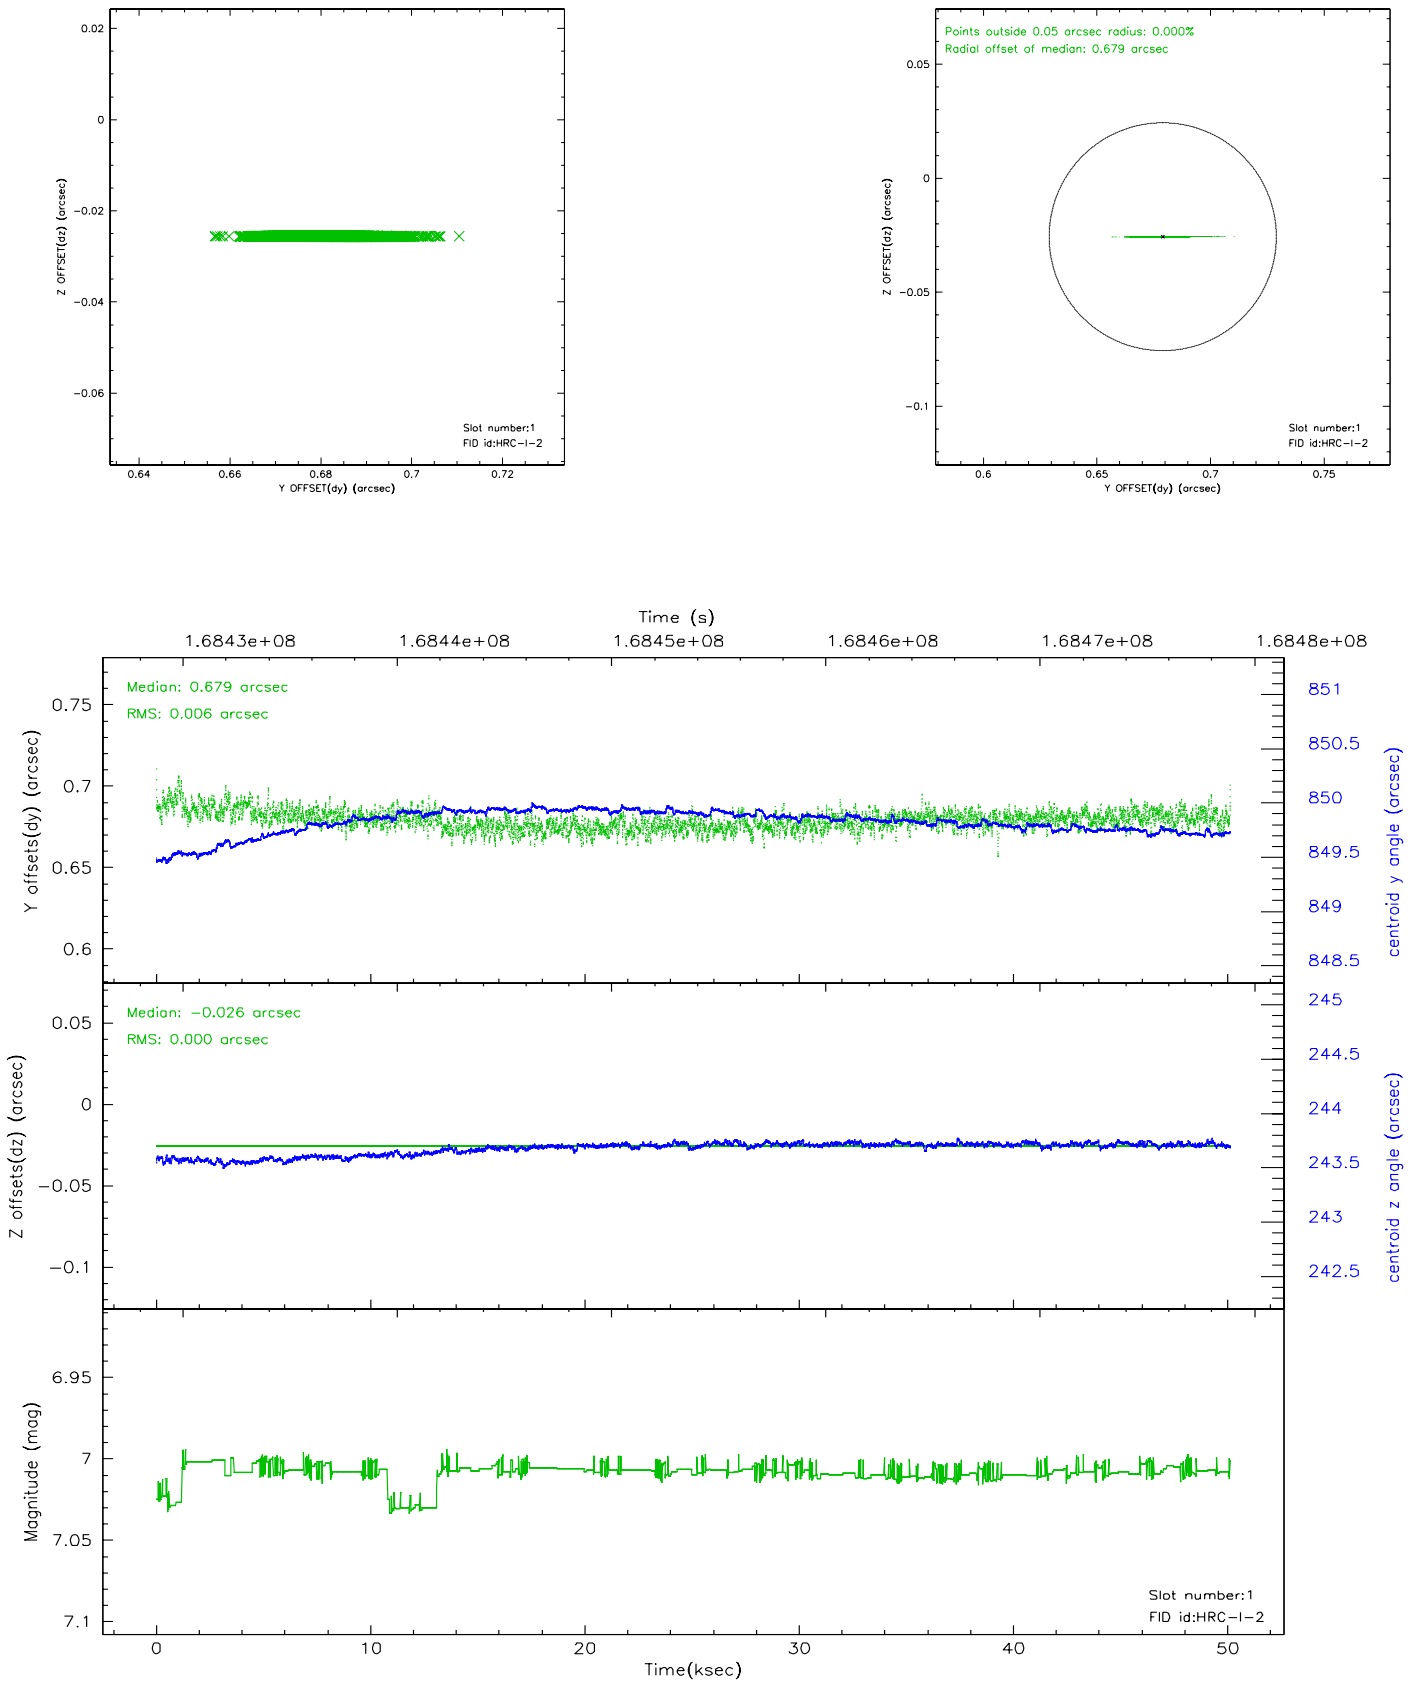 0.02
0
−0.02
−0.04
−0.06
Z OFFSET(dz) (arcsec)
Slot number:1
FID id:HRC−I−2
0.64 0.66 0.68 0.7 0.72
Y OFFSET(dy) (arcsec)
Points outside 0.05 arcsec radius: 0.000%
Radial offset of median: 0.679 arcsec
0.05
0
−0.05
−0.1
Z OFFSET(dz) (arcsec)
Slot number:1
FID id:HRC−I−2
0.6 0.65 0.7 0.75
Y OFFSET(dy) (arcsec)
Time (s)
1.6843e+08 1.6844e+08 1.6845e+08 1.6846e+08 1.6847e+08 1.6848e+08
Median: 0.679 arcsec
RMS: 0.006 arcsec
0.75
0.7
0.65
0.6
Y offsets(dy) (arcsec)
851
850.5
850
849.5
849
848.5
centroid y angle (arcsec)
Median: −0.026 arcsec
RMS: 0.000 arcsec
0.05
0
−0.05
−0.1
Z offsets(dz) (arcsec)
245
244.5
244
243.5
243
242.5
centroid z angle (arcsec)
6.95
7
7.05
7.1
Magnitude (mag)
Slot number:1
FID id:HRC−I−2
0 10 20 30 40 50
Time(ksec)